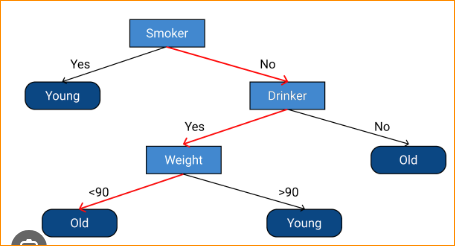 Smoker
Yes
No
Young
Drinker
Yes
No
Weight
Old
<90
>90
Old
Young